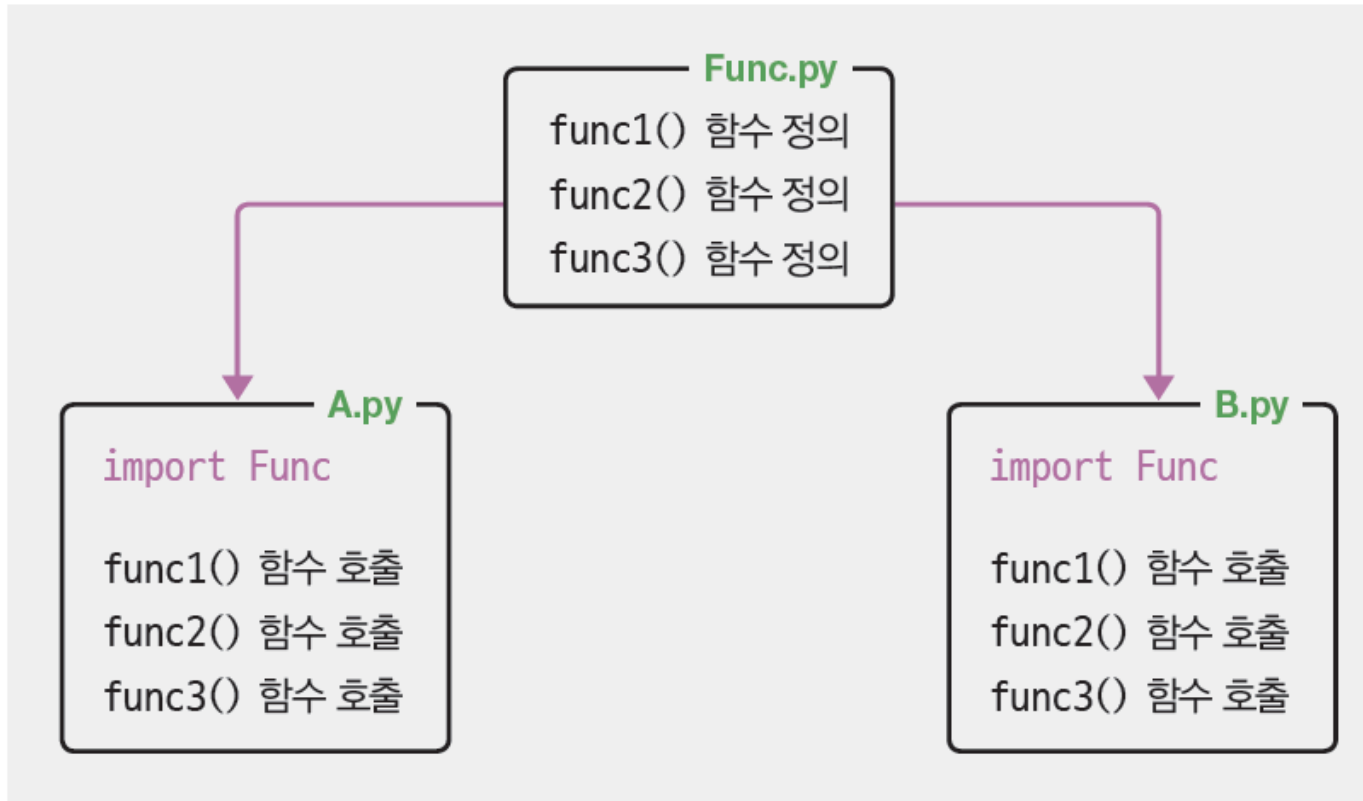 Func.py
func1() 함수 정의
func2() 함수 정의
func3() 함수 정의
A.py
import Func
func1() 함수 호출
func2() 함수 호출
func3() 함수 호출
B.py
import Func
func1() 함수 호출
func2() 함수 호출
func3() 함수 호출